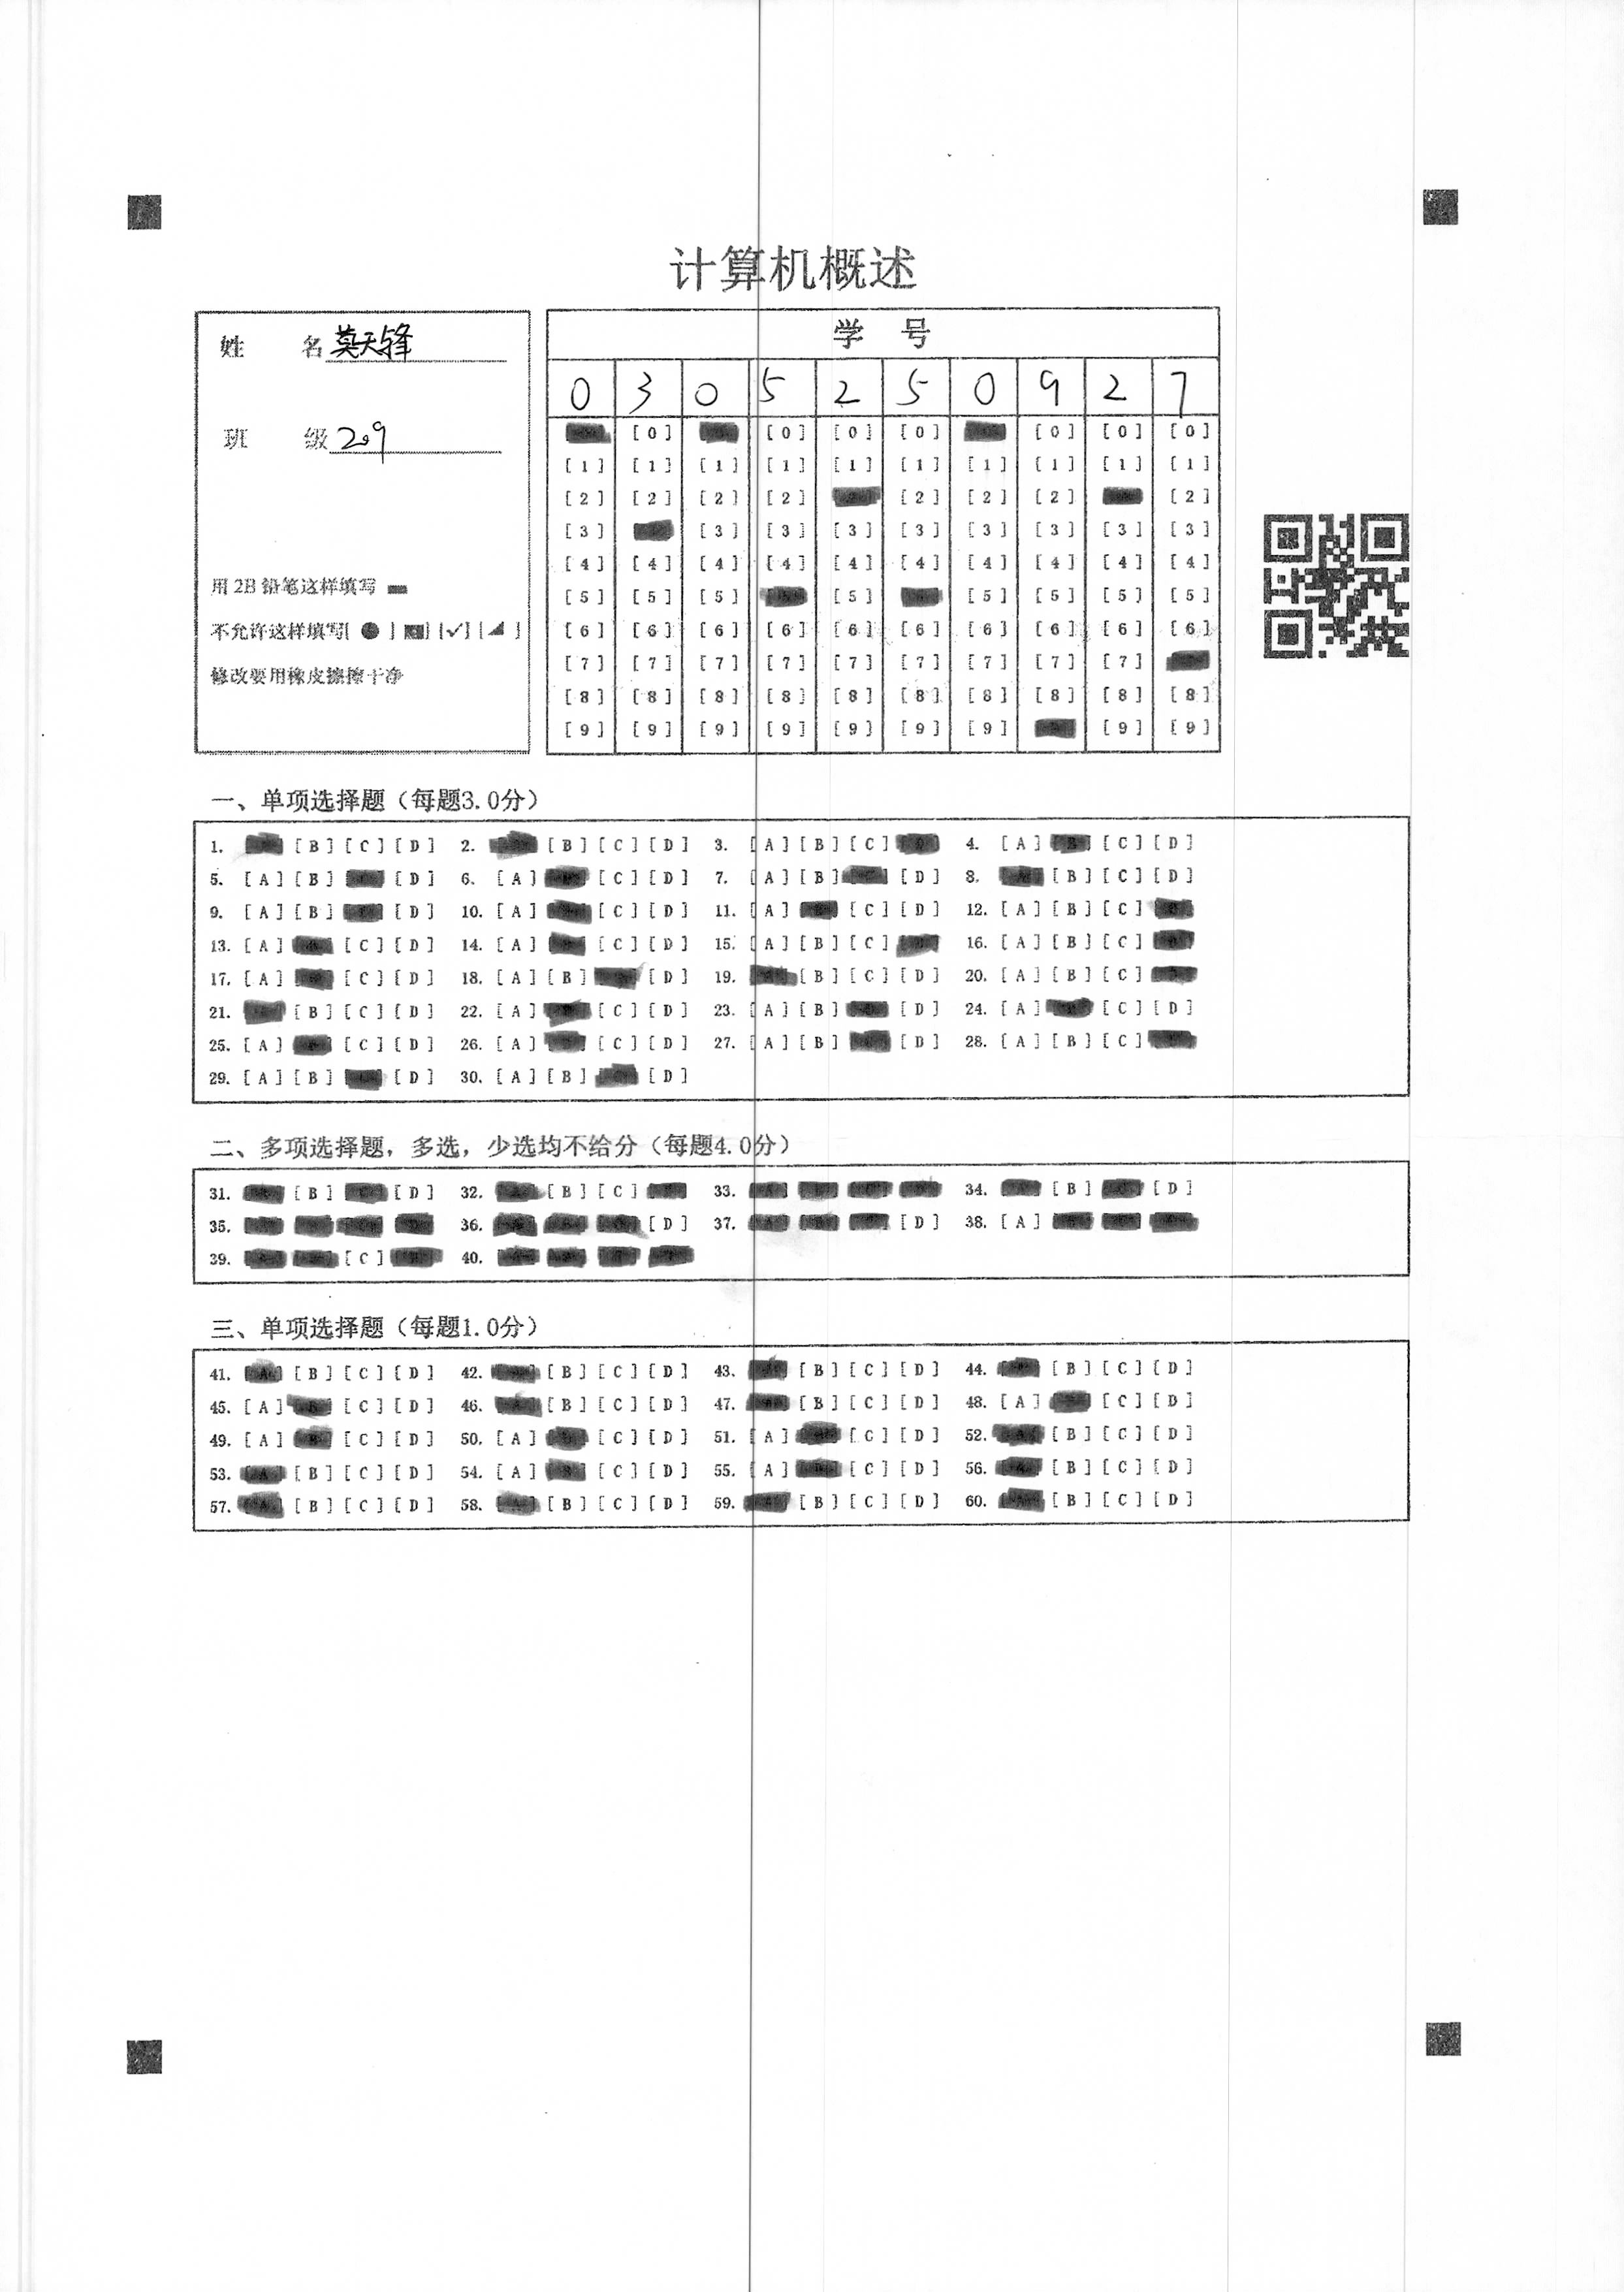 计算机概述
姓 名 莫天锋
班 级 209
用2B铅笔这样填写
不允许这样填写[ ● ] [√] [ ]
修改要用橡皮擦擦干净
学 号
0 3 0 5 2 5 0 9 2 7
[0] [0] [0] [0] [0] [0] [0]
[1] [1] [1] [1] [1] [1] [1] [1] [1] [1]
[2] [2] [2] [2] [2] [2] [2] [2]
[3] [3] [3] [3] [3] [3] [3] [3] [3]
[4] [4] [4] [4] [4] [4] [4] [4] [4] [4]
[5] [5] [5] [5] [5] [5] [5] [5]
[6] [6] [6] [6] [6] [6] [6] [6] [6] [6]
[7] [7] [7] [7] [7] [7] [7] [7] [7]
[8] [8] [8] [8] [8] [8] [8] [8] [8] [8]
[9] [9] [9] [9] [9] [9] [9] [9] [9]
一、单项选择题（每题3.0分）
1. [B] [C] [D] 2. [B] [C] [D] 3. [A] [B] [C] 4. [A] [C] [D]
5. [A] [B] [D] 6. [A] [C] [D] 7. [A] [B] [D] 8. [B] [C] [D]
9. [A] [B] [D] 10. [A] [C] [D] 11. [A] [C] [D] 12. [A] [B] [C]
13. [A] [C] [D] 14. [A] [C] [D] 15. [A] [B] [C] 16. [A] [B] [C]
17. [A] [C] [D] 18. [A] [B] [D] 19. [B] [C] [D] 20. [A] [B] [C]
21. [B] [C] [D] 22. [A] [C] [D] 23. [A] [B] [D] 24. [A] [C] [D]
25. [A] [C] [D] 26. [A] [C] [D] 27. [A] [B] [D] 28. [A] [B] [C]
29. [A] [B] [D] 30. [A] [B] [D]
二、多项选择题，多选，少选均不给分（每题4.0分）
31. [B] [D] 32. [B] [C] 33. 34. [B] [D]
35. 36. [D] 37. [D] 38. [A]
39. [C] 40.
三、单项选择题（每题1.0分）
41. [B] [C] [D] 42. [B] [C] [D] 43. [B] [C] [D] 44. [B] [C] [D]
45. [A] [C] [D] 46. [B] [C] [D] 47. [B] [C] [D] 48. [A] [C] [D]
49. [A] [C] [D] 50. [A] [C] [D] 51. [A] [C] [D] 52. [B] [C] [D]
53. [B] [C] [D] 54. [A] [C] [D] 55. [A] [C] [D] 56. [B] [C] [D]
57. [B] [C] [D] 58. [B] [C] [D] 59. [B] [C] [D] 60. [B] [C] [D]